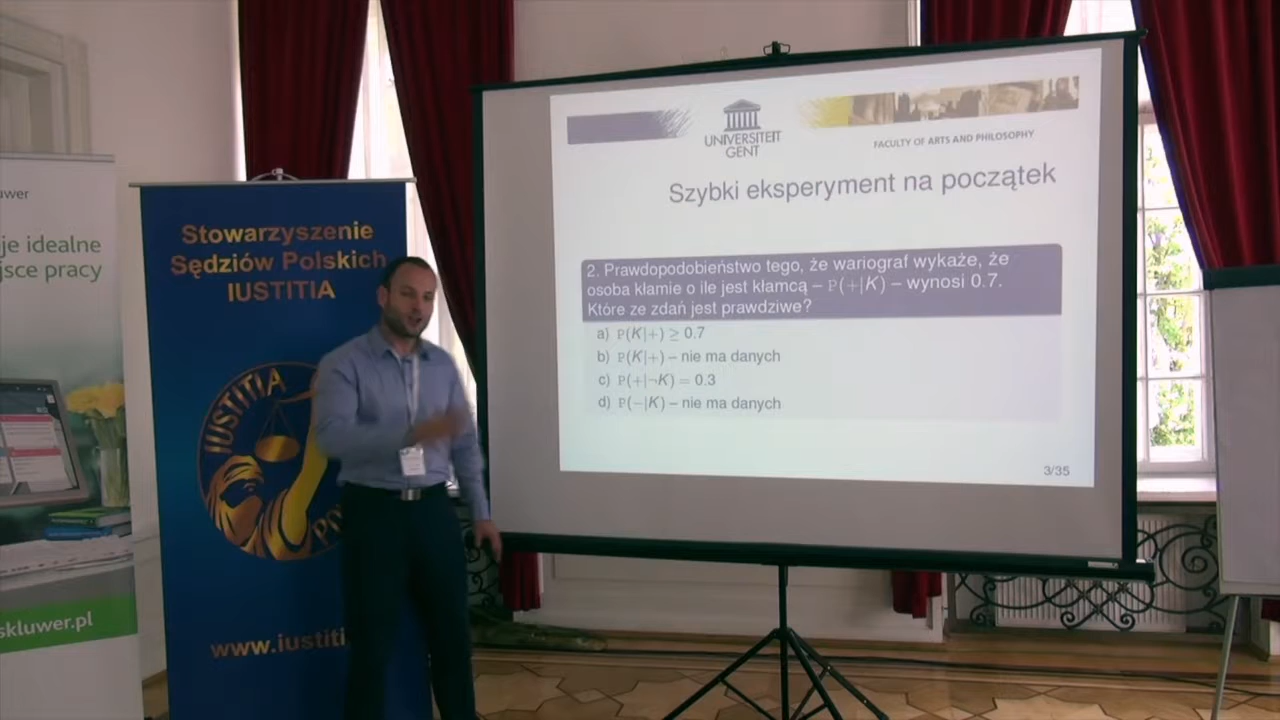 je idealne
jsce pracy
skluwer.pl
Stowarzyszenie
Sędziów Polskich
IUSTITIA
IUSTITIA
www.iustiti
UNIVERSITEIT
GENT
FACULTY OF ARTS AND PHILOSOPHY
Szybki eksperyment na początek
2. Prawdopodobieństwo tego, że wariograf wykaże, że
osoba kłamie o ile jest kłamcą – P(+|K) – wynosi 0.7.
Które ze zdań jest prawdziwe?
a) P(K|+) ≥ 0.7
b) P(K|+) – nie ma danych
c) P(+|¬K) = 0.3
d) P(−|K) – nie ma danych
3/35